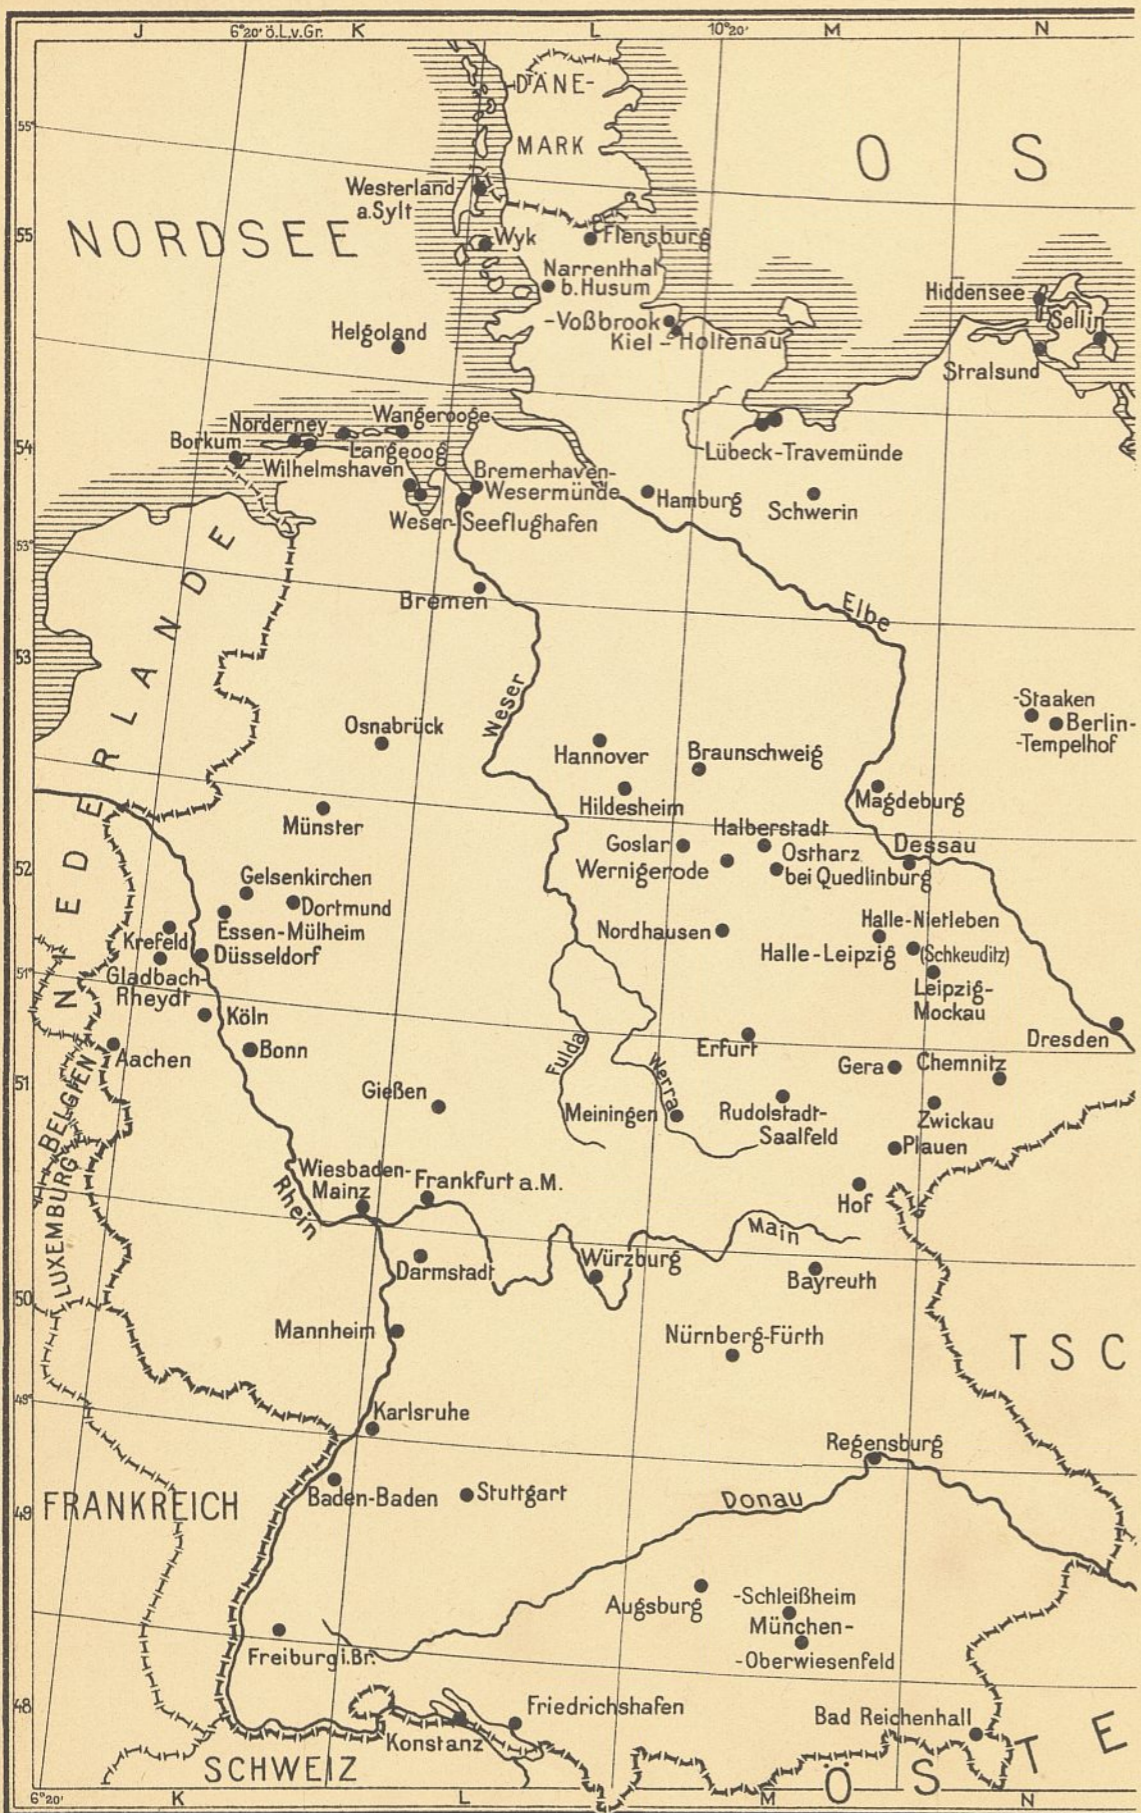 J 6°20' ö.L.v.Gr. K L 10°20' M N
DÄNE-
MARK
O S
NORDSEE
Westerland
a.Sylt
Wyk
Flensburg
Narrenthal
b.Husum
Hiddensee
Sellin
-Voßbrook
Kiel - Holtenau
Helgoland
Stralsund
Wangerooge
Norderney
Borkum
Langeoog
Lübeck-Travemünde
Wilhelmshaven
Bremerhaven-
Wesermünde
Hamburg
Schwerin
Weser-Seeflughafen
Bremen
Elbe
Weser
NIEDERLANDE
-Staaken
Berlin-
-Tempelhof
Osnabrück
Hannover
Braunschweig
Hildesheim
Magdeburg
Münster
Halberstadt
Goslar
Wernigerode
Ostharz
bei Quedlinburg
Dessau
Gelsenkirchen
Dortmund
Essen-Mülheim
Krefeld
Düsseldorf
Gladbach-
Rheydt
Nordhausen
Halle-Nietleben
Halle-Leipzig
(Schkeuditz)
Leipzig-
Mockau
Köln
Bonn
Aachen
Dresden
Erfurt
Gera
Chemnitz
Fulda
Werra
Gießen
Meiningen
Rudolstadt-
Saalfeld
Zwickau
Plauen
BELGIEN
LUXEMBURG
Wiesbaden-
Mainz
Frankfurt a.M.
Rhein
Hof
Main
Darmstadt
Würzburg
Bayreuth
Mannheim
Nürnberg-Fürth
TSC
Karlsruhe
Regensburg
Baden-Baden
Stuttgart
Donau
FRANKREICH
Augsburg
-Schleißheim
München-
-Oberwiesenfeld
Freiburg i.Br.
Friedrichshafen
Konstanz
Bad Reichenhall
SCHWEIZ
ÖSTE
55°
55
54
53°
53
52
51°
51
50
49°
49
48
6°20' K L M N